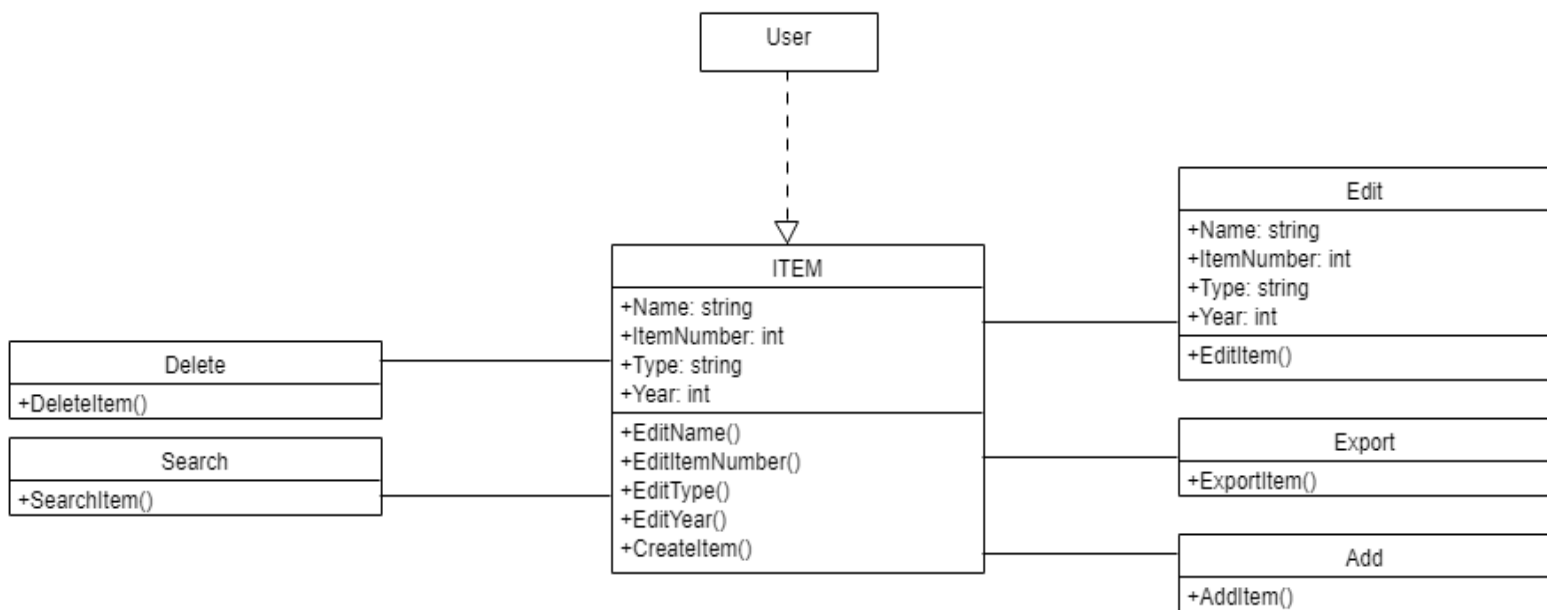 User
ITEM
+Name: string
+ItemNumber: int
+Type: string
+Year: int
+EditName()
+EditItemNumber()
+EditType()
+EditYear()
+CreateItem()
Delete
+DeleteItem()
Search
+SearchItem()
Edit
+Name: string
+ItemNumber: int
+Type: string
+Year: int
+EditItem()
Export
+ExportItem()
Add
+AddItem()